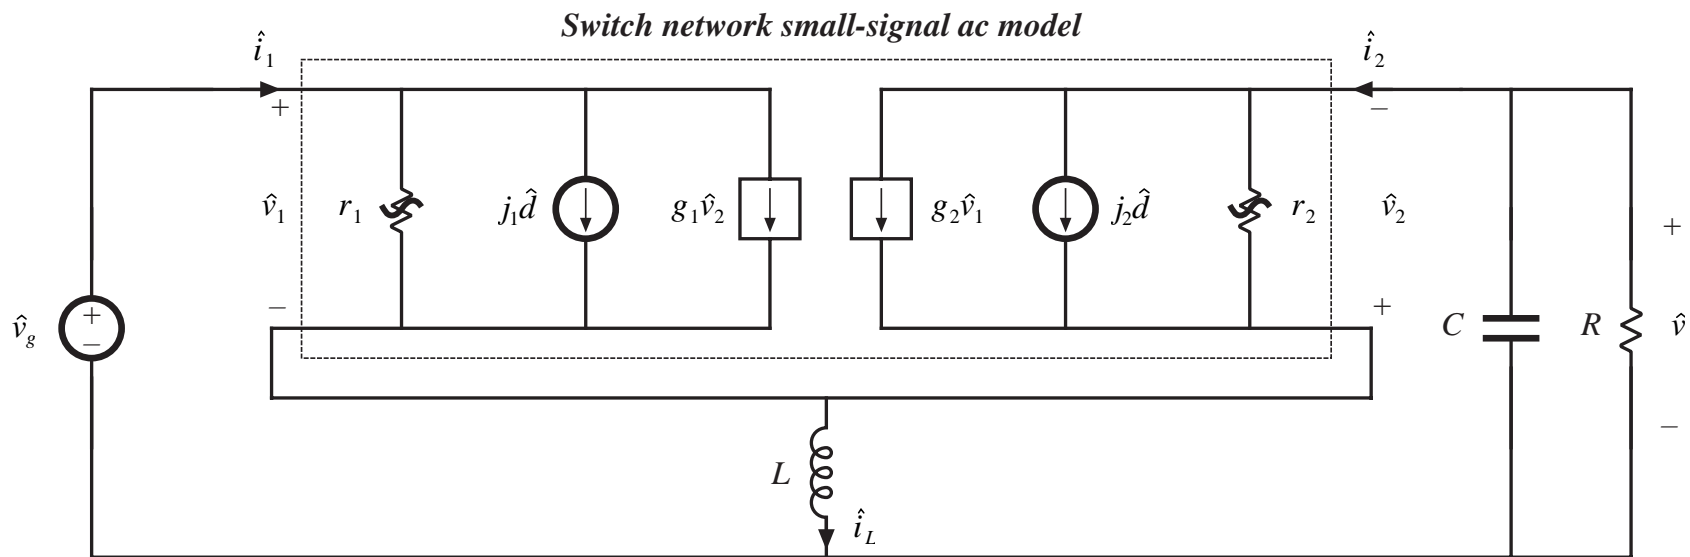 Switch network small-signal ac model
î₁
î₂
+
−
v̂₁
r₁
j₁d̂
g₁v̂₂
g₂v̂₁
j₂d̂
r₂
v̂₂
+
−
+
v̂g
+
−
C
R
v̂
−
L
îL